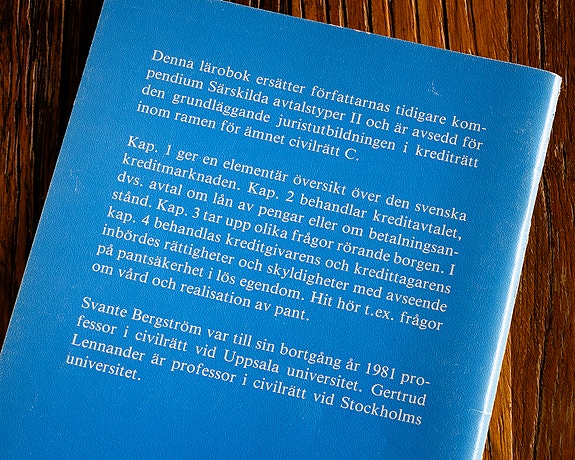 Denna lärobok ersätter författarnas tidigare kom-
pendium Särskilda avtalstyper II och är avsedd för
den grundläggande juristutbildningen i krediträtt
inom ramen för ämnet civilrätt C.
Kap. 1 ger en elementär översikt över den svenska
kreditmarknaden. Kap. 2 behandlar kreditavtalet,
dvs. avtal om lån av pengar eller om betalningsan-
stånd. Kap. 3 tar upp olika frågor rörande borgen. I
kap. 4 behandlas kreditgivarens och kredittagarens
inbördes rättigheter och skyldigheter med avseende
på pantsäkerhet i lös egendom. Hit hör t.ex. frågor
om vård och realisation av pant.
Svante Bergström var till sin bortgång år 1981 pro-
fessor i civilrätt vid Uppsala universitet. Gertrud
Lennander är professor i civilrätt vid Stockholms
universitet.